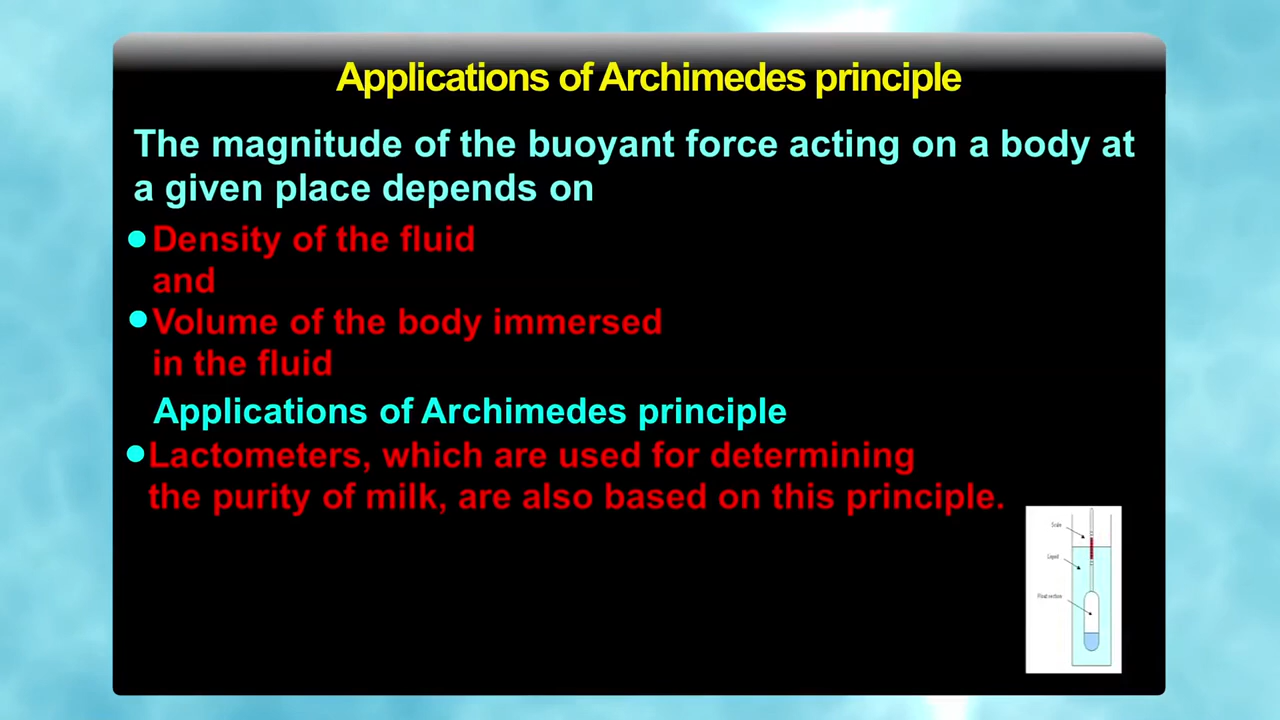 Applications of Archimedes principle
The magnitude of the buoyant force acting on a body at
a given place depends on
Density of the fluid
and
Volume of the body immersed
in the fluid
Applications of Archimedes principle
Lactometers, which are used for determining
the purity of milk, are also based on this principle.
Scale
Liquid
Float section